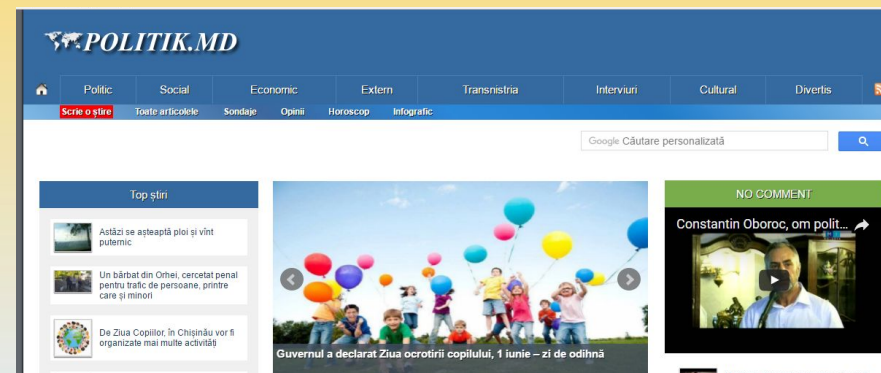 POLITIK.MD
Politic Social Economic Extern Transnistria Interviuri Cultural Divertis
Scrie o știre Toate articolele Sondaje Opinii Horoscop Infografic
Google Căutare personalizată
Top știri
Astăzi se așteaptă ploi și vînt
puternic
Un bărbat din Orhei, cercetat penal
pentru trafic de persoane, printre
care și minori
De Ziua Copiilor, în Chișinău vor fi
organizate mai multe activități
Guvernul a declarat Ziua ocrotirii copilului, 1 iunie – zi de odihnă
NO COMMENT
Constantin Oboroc, om polit...